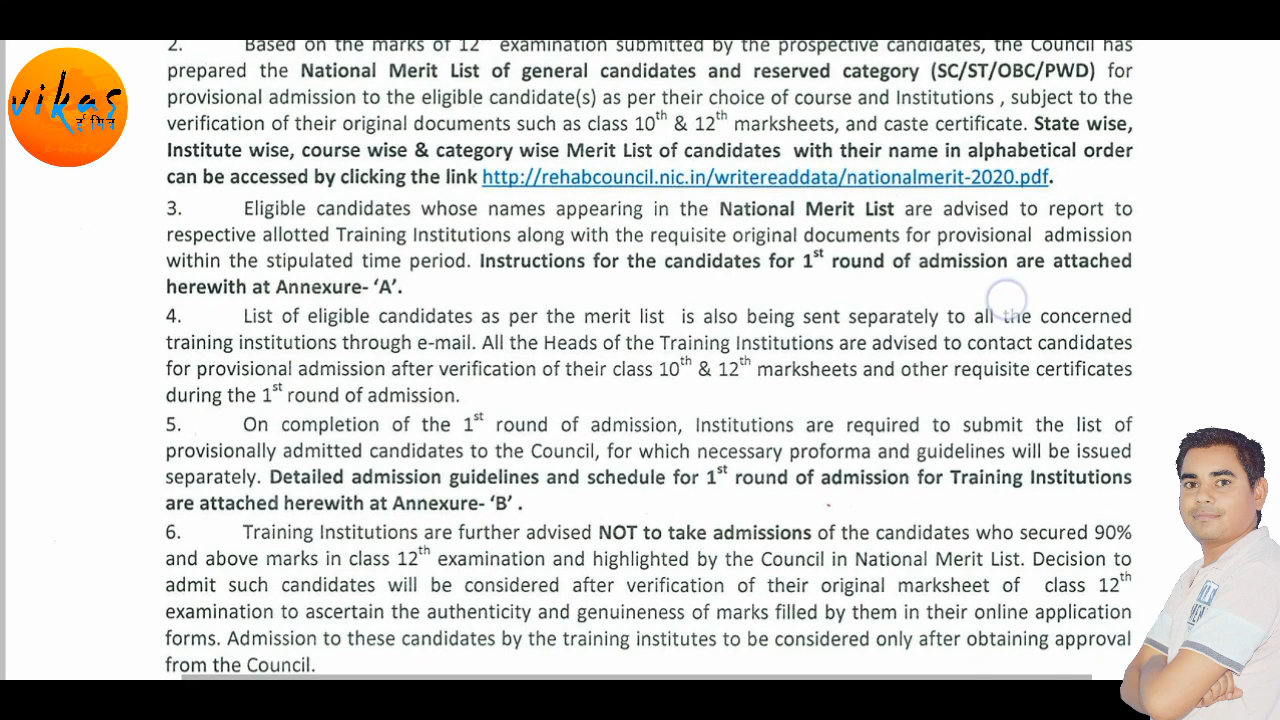 vikas
ई मित्र
2. Based on the marks of 12th examination submitted by the prospective candidates, the Council has
prepared the National Merit List of general candidates and reserved category (SC/ST/OBC/PWD) for
provisional admission to the eligible candidate(s) as per their choice of course and Institutions , subject to the
verification of their original documents such as class 10th & 12th marksheets, and caste certificate. State wise,
Institute wise, course wise & category wise Merit List of candidates with their name in alphabetical order
can be accessed by clicking the link http://rehabcouncil.nic.in/writereaddata/nationalmerit-2020.pdf.
3. Eligible candidates whose names appearing in the National Merit List are advised to report to
respective allotted Training Institutions along with the requisite original documents for provisional admission
within the stipulated time period. Instructions for the candidates for 1st round of admission are attached
herewith at Annexure- ‘A’.
4. List of eligible candidates as per the merit list is also being sent separately to all the concerned
training institutions through e-mail. All the Heads of the Training Institutions are advised to contact candidates
for provisional admission after verification of their class 10th & 12th marksheets and other requisite certificates
during the 1st round of admission.
5. On completion of the 1st round of admission, Institutions are required to submit the list of
provisionally admitted candidates to the Council, for which necessary proforma and guidelines will be issued
separately. Detailed admission guidelines and schedule for 1st round of admission for Training Institutions
are attached herewith at Annexure- ‘B’ .
6. Training Institutions are further advised NOT to take admissions of the candidates who secured 90%
and above marks in class 12th examination and highlighted by the Council in National Merit List. Decision to
admit such candidates will be considered after verification of their original marksheet of class 12th
examination to ascertain the authenticity and genuineness of marks filled by them in their online application
forms. Admission to these candidates by the training institutes to be considered only after obtaining approval
from the Council.